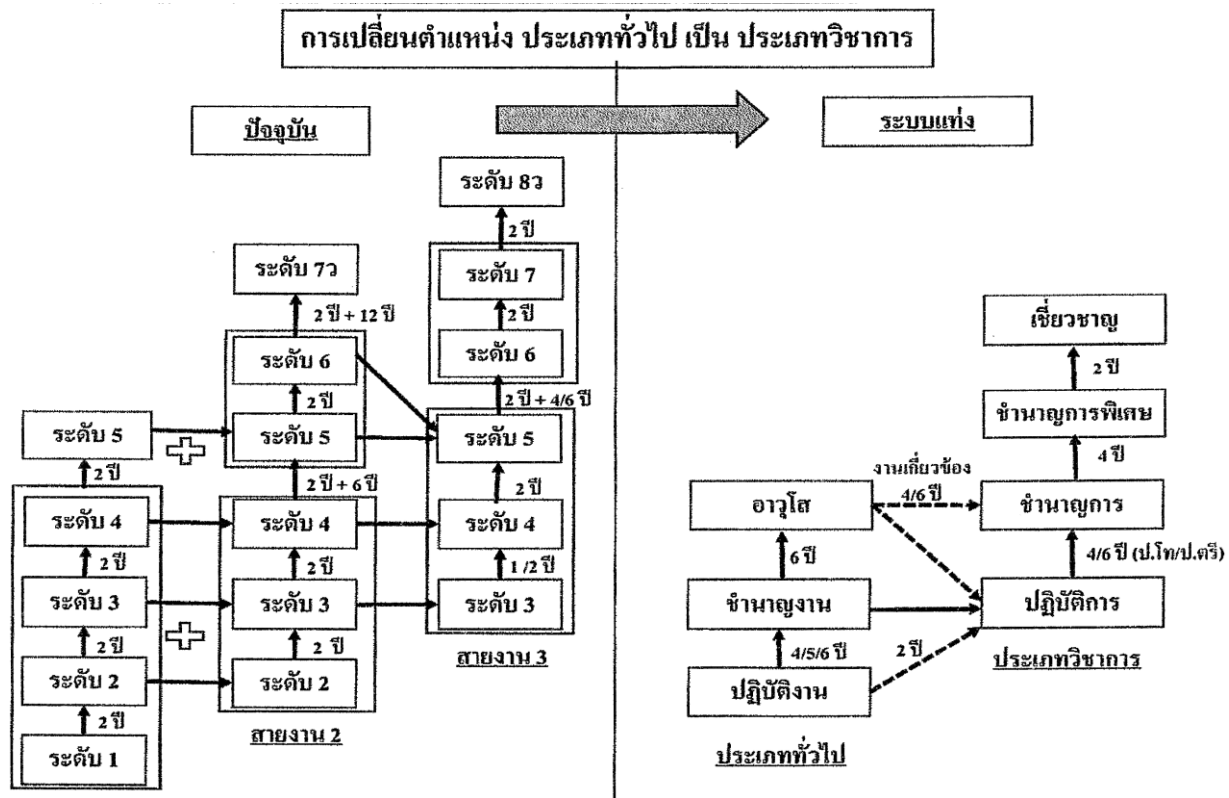 การเปลี่ยนตำแหน่ง ประเภททั่วไป เป็น ประเภทวิชาการ
ปัจจุบัน
ระบบแท่ง
ระดับ 8ว
2 ปี
ระดับ 7ว
ระดับ 7
2 ปี + 12 ปี
2 ปี
ระดับ 6
ระดับ 6
2 ปี
2 ปี + 4/6 ปี
ระดับ 5
ระดับ 5
ระดับ 5
2 ปี
2 ปี + 6 ปี
2 ปี
ระดับ 4
ระดับ 4
ระดับ 4
2 ปี
2 ปี
1 /2 ปี
ระดับ 3
ระดับ 3
ระดับ 3
2 ปี
2 ปี
สายงาน 3
ระดับ 2
ระดับ 2
2 ปี
สายงาน 2
ระดับ 1
เชี่ยวชาญ
2 ปี
ชำนาญการพิเศษ
งานเกี่ยวข้อง
4 ปี
4/6 ปี
อาวุโส
ชำนาญการ
6 ปี
4/6 ปี (ป.โท/ป.ตรี)
ชำนาญงาน
ปฏิบัติการ
4/5/6 ปี
2 ปี
ประเภทวิชาการ
ปฏิบัติงาน
ประเภททั่วไป